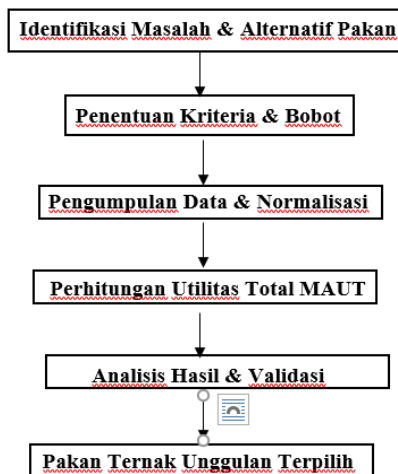 Identifikasi Masalah & Alternatif Pakan
Penentuan Kriteria & Bobot
Pengumpulan Data & Normalisasi
Perhitungan Utilitas Total MAUT
Analisis Hasil & Validasi
Pakan Ternak Unggulan Terpilih